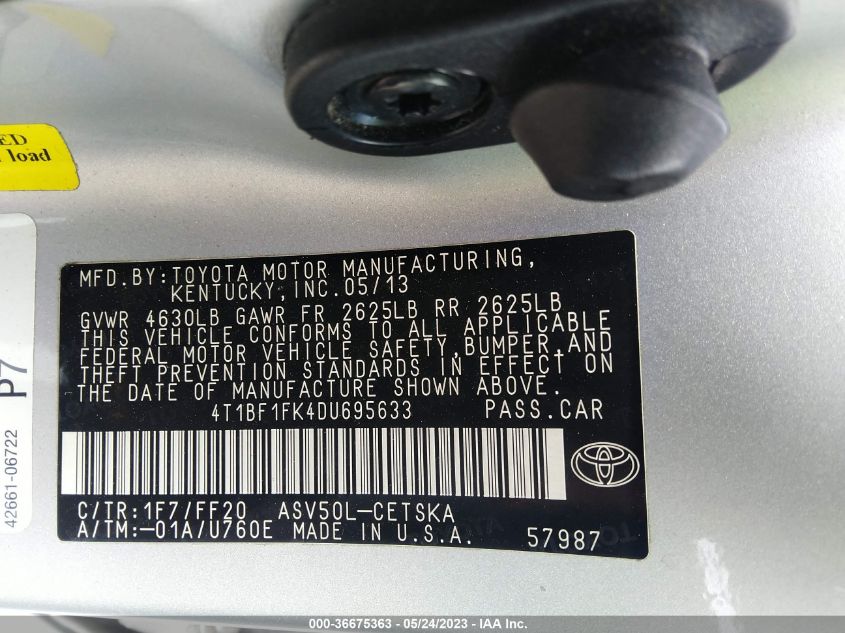 ED
load
P7
42661-06722
MFD.BY:TOYOTA MOTOR MANUFACTURING,
KENTUCKY,INC.05/13
GVWR 4630LB GAWR FR 2625LB RR 2625LB
THIS VEHICLE CONFORMS TO ALL APPLICABLE
FEDERAL MOTOR VEHICLE SAFETY,BUMPER,AND
THEFT PREVENTION STANDARDS IN EFFECT ON
THE DATE OF MANUFACTURE SHOWN ABOVE.
4T1BF1FK4DU695633 PASS.CAR
C/TR:1F7/FF20 ASV50L-CETSKA
A/TM:-01A/U760E MADE IN U.S.A. 57987
000-36675363 - 05/24/2023 - IAA Inc.